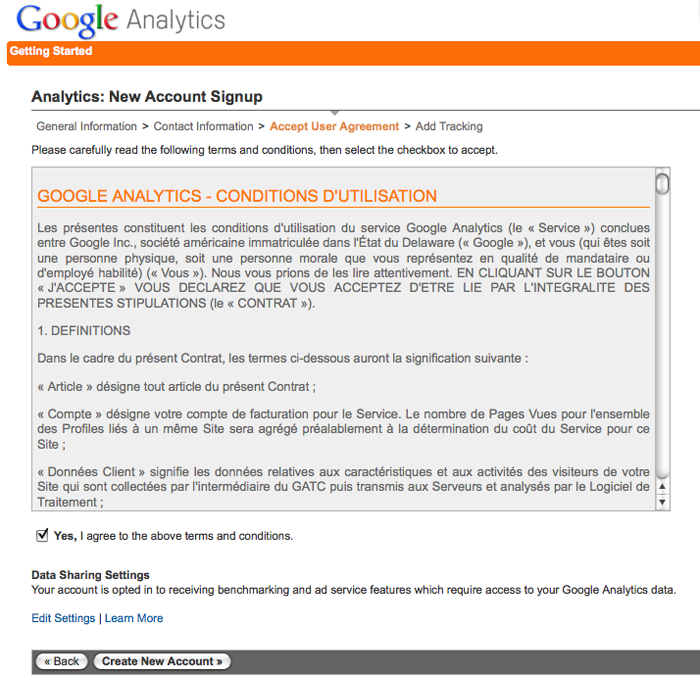 Google Analytics
Getting Started
Analytics: New Account Signup
General Information > Contact Information > Accept User Agreement > Add Tracking
Please carefully read the following terms and conditions, then select the checkbox to accept.
GOOGLE ANALYTICS - CONDITIONS D'UTILISATION
Les présentes constituent les conditions d'utilisation du service Google Analytics (le « Service ») conclues
entre Google Inc., société américaine immatriculée dans l'État du Delaware (« Google »), et vous (qui êtes soit
une personne physique, soit une personne morale que vous représentez en qualité de mandataire ou
d'employé habilité) (« Vous »). Nous vous prions de les lire attentivement. EN CLIQUANT SUR LE BOUTON
« J'ACCEPTE » VOUS DECLAREZ QUE VOUS ACCEPTEZ D'ETRE LIE PAR L'INTEGRALITE DES
PRESENTES STIPULATIONS (le « CONTRAT »).
1. DEFINITIONS
Dans le cadre du présent Contrat, les termes ci-dessous auront la signification suivante :
« Article » désigne tout article du présent Contrat ;
« Compte » désigne votre compte de facturation pour le Service. Le nombre de Pages Vues pour l'ensemble
des Profiles liés à un même Site sera agrégé préalablement à la détermination du coût du Service pour ce
Site ;
« Données Client » signifie les données relatives aux caractéristiques et aux activités des visiteurs de votre
Site qui sont collectées par l'intermédiaire du GATC puis transmis aux Serveurs et analysés par le Logiciel de
Traitement ;
Yes, I agree to the above terms and conditions.
Data Sharing Settings
Your account is opted in to receiving benchmarking and ad service features which require access to your Google Analytics data.
Edit Settings | Learn More
« Back
Create New Account »